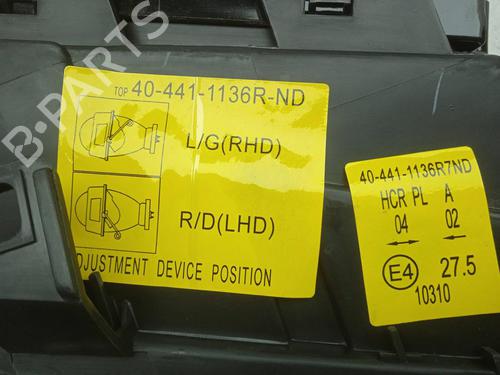 B-PARTS
TOP 40-441-1136R-ND
L/G(RHD)
R/D(LHD)
ADJUSTMENT DEVICE POSITION
40-441-1136R7ND
HCR PL A
04 02
↔ ←
E4 27.5
10310